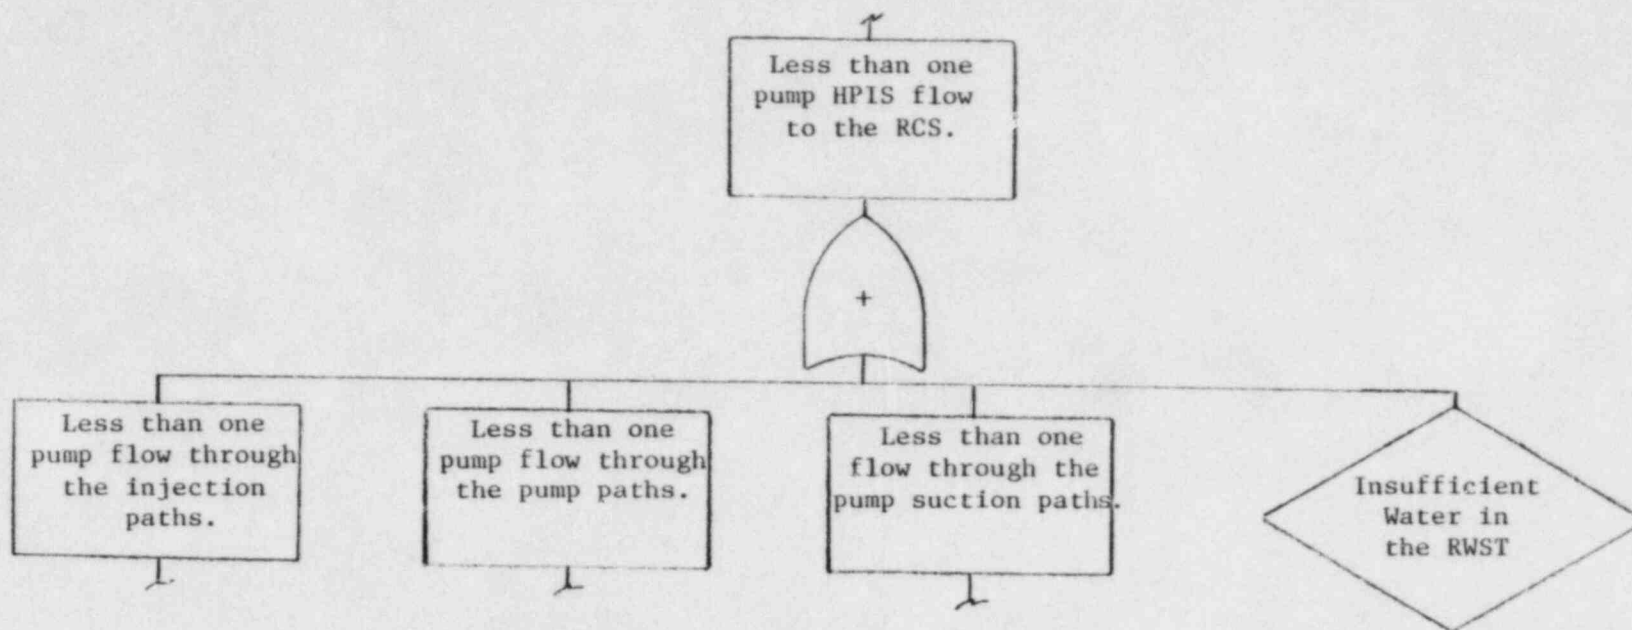 Less than one
pump HPIS flow
to the RCS.
+
Less than one
pump flow through
the injection
paths.
Less than one
pump flow through
the pump paths.
Less than one
flow through the
pump suction paths.
Insufficient
Water in
the RWST